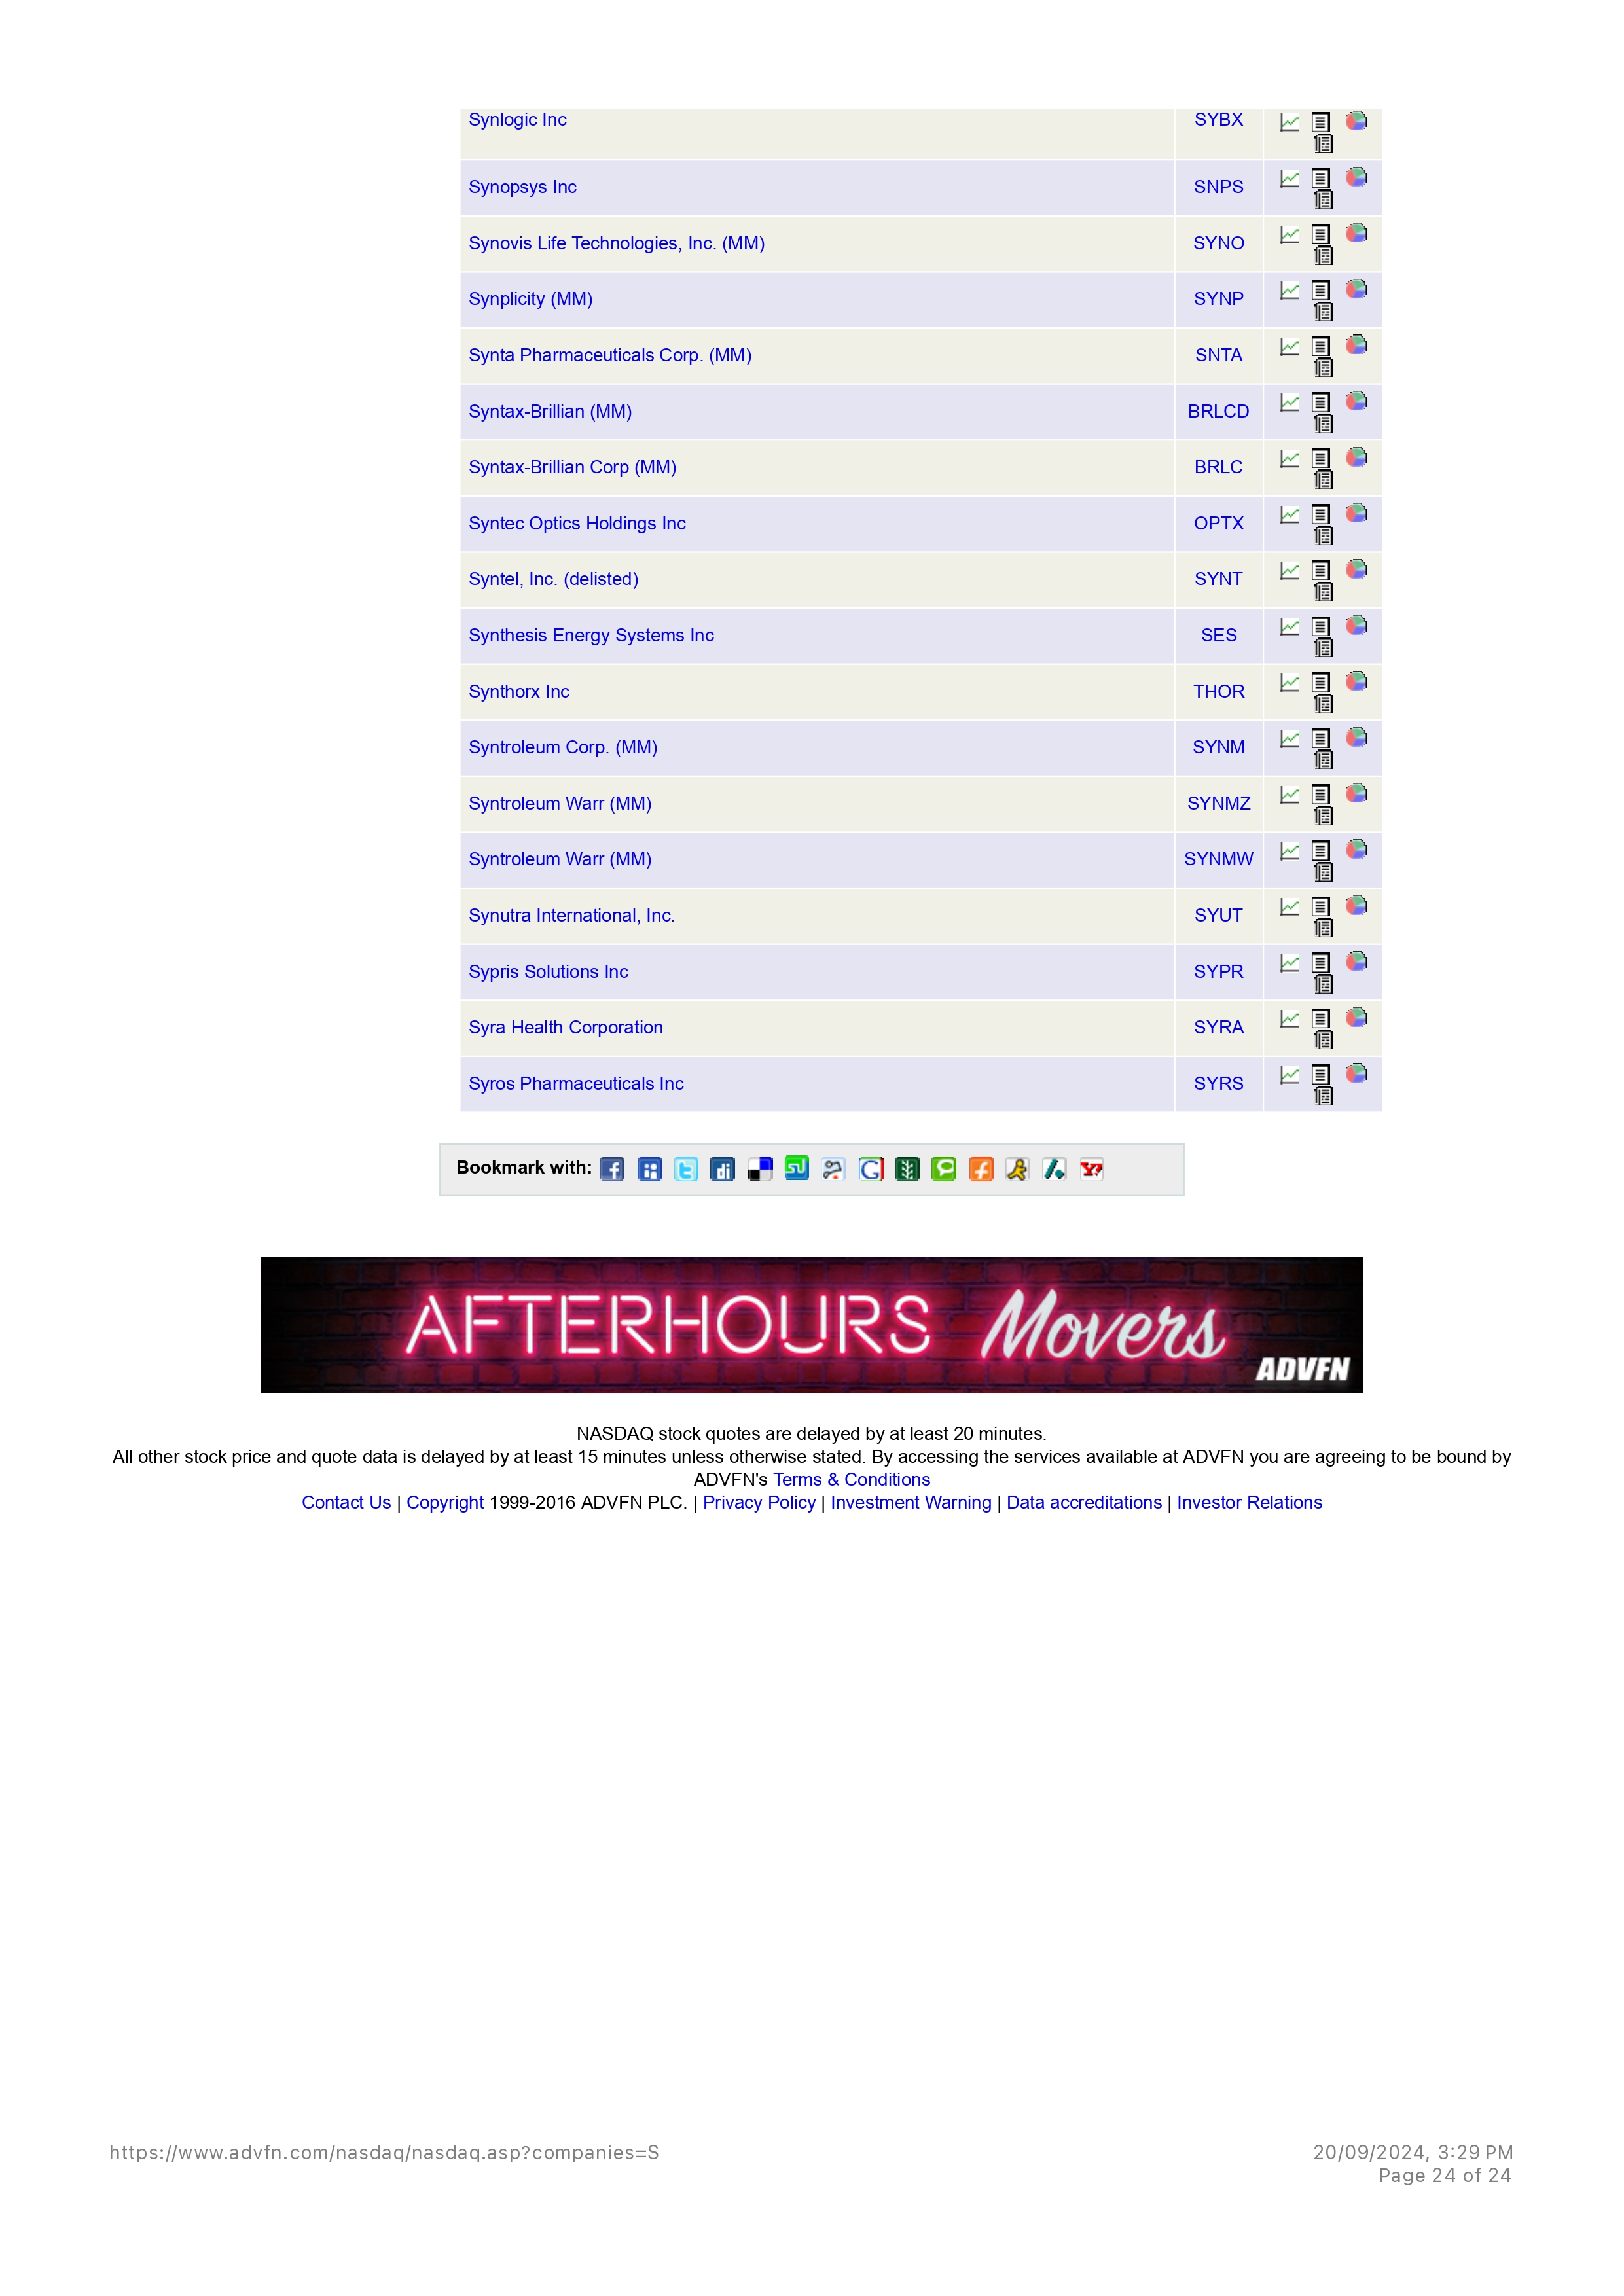 Synlogic Inc SYBX
Synopsys Inc SNPS
Synovis Life Technologies, Inc. (MM) SYNO
Synplicity (MM) SYNP
Synta Pharmaceuticals Corp. (MM) SNTA
Syntax-Brillian (MM) BRLCD
Syntax-Brillian Corp (MM) BRLC
Syntec Optics Holdings Inc OPTX
Syntel, Inc. (delisted) SYNT
Synthesis Energy Systems Inc SES
Synthorx Inc THOR
Syntroleum Corp. (MM) SYNM
Syntroleum Warr (MM) SYNMZ
Syntroleum Warr (MM) SYNMW
Synutra International, Inc. SYUT
Sypris Solutions Inc SYPR
Syra Health Corporation SYRA
Syros Pharmaceuticals Inc SYRS
Bookmark with:
AFTERHOURS Movers
ADVFN
NASDAQ stock quotes are delayed by at least 20 minutes.
All other stock price and quote data is delayed by at least 15 minutes unless otherwise stated. By accessing the services available at ADVFN you are agreeing to be bound by
ADVFN's Terms & Conditions
Contact Us | Copyright 1999-2016 ADVFN PLC. | Privacy Policy | Investment Warning | Data accreditations | Investor Relations
https://www.advfn.com/nasdaq/nasdaq.asp?companies=S 20/09/2024, 3:29 PM
Page 24 of 24